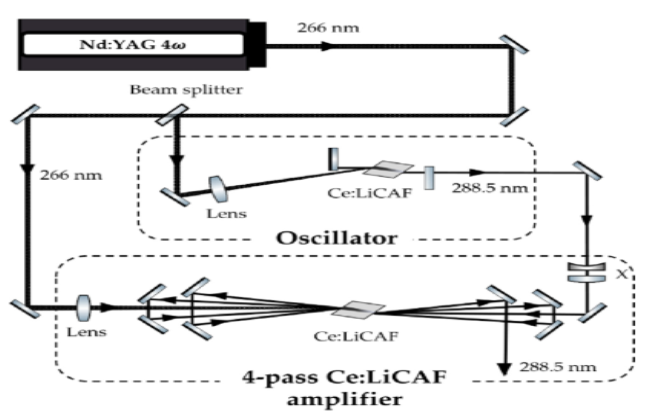 266 nm
Nd:YAG 4ω
Beam splitter
266 nm
Ce:LiCAF
288.5 nm
Lens
Oscillator
X
Lens
Ce:LiCAF
288.5 nm
4-pass Ce:LiCAF
amplifier